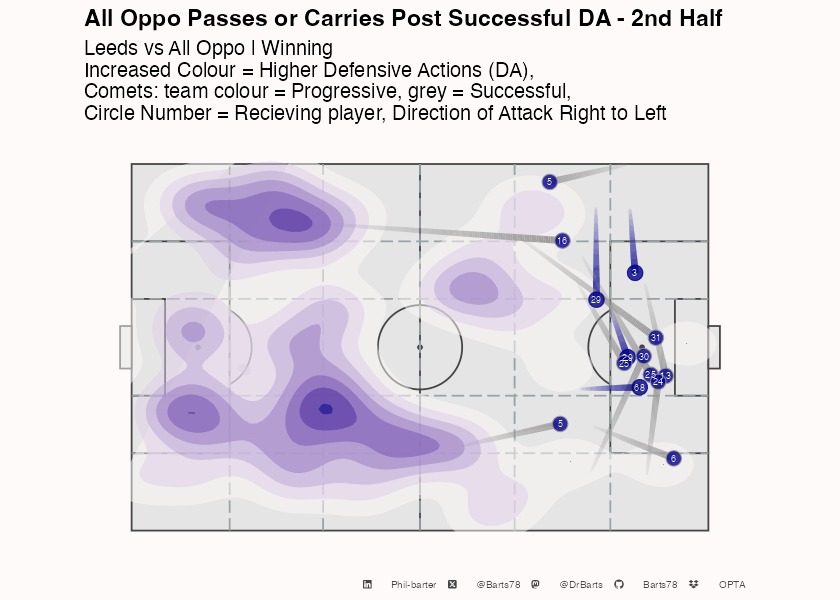 All Oppo Passes or Carries Post Successful DA - 2nd Half
Leeds vs All Oppo | Winning
Increased Colour = Higher Defensive Actions (DA),
Comets: team colour = Progressive, grey = Successful,
Circle Number = Recieving player, Direction of Attack Right to Left
5
16
3
29
31
29
30
25
25
13
24
68
5
6
Phil-barter @Barts78 @DrBarts Barts78 OPTA